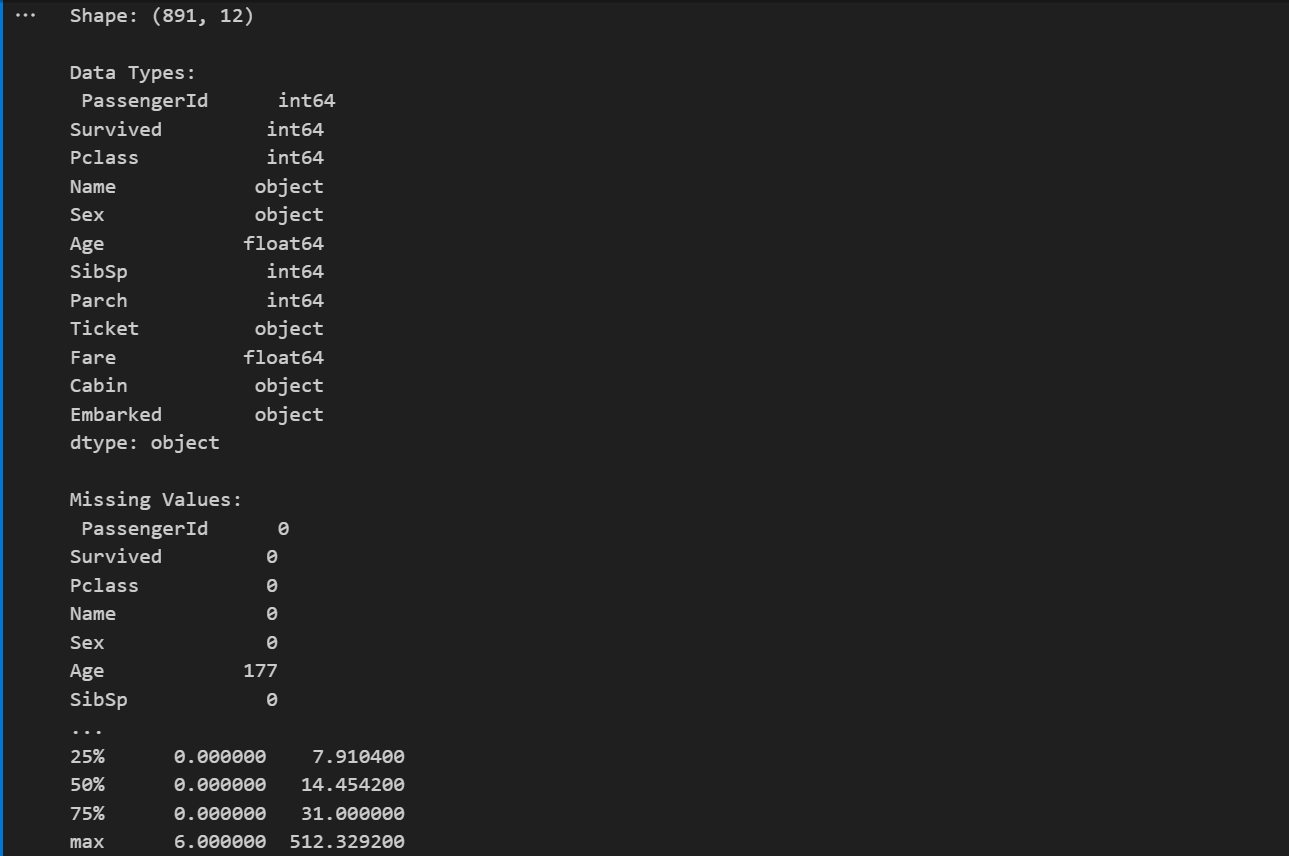 ...
Shape: (891, 12)
Data Types:
 PassengerId      int64
Survived         int64
Pclass           int64
Name            object
Sex             object
Age            float64
SibSp            int64
Parch            int64
Ticket          object
Fare           float64
Cabin           object
Embarked        object
dtype: object
Missing Values:
 PassengerId      0
Survived         0
Pclass           0
Name             0
Sex              0
Age            177
SibSp            0
...
25%      0.000000    7.910400
50%      0.000000   14.454200
75%      0.000000   31.000000
max      6.000000  512.329200